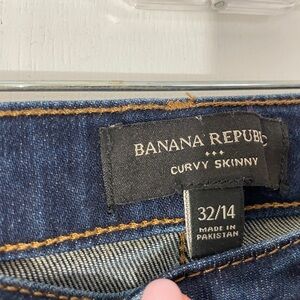 BANANA REPUBLIC
CURVY SKINNY
32/14
MADE IN
PAKISTAN